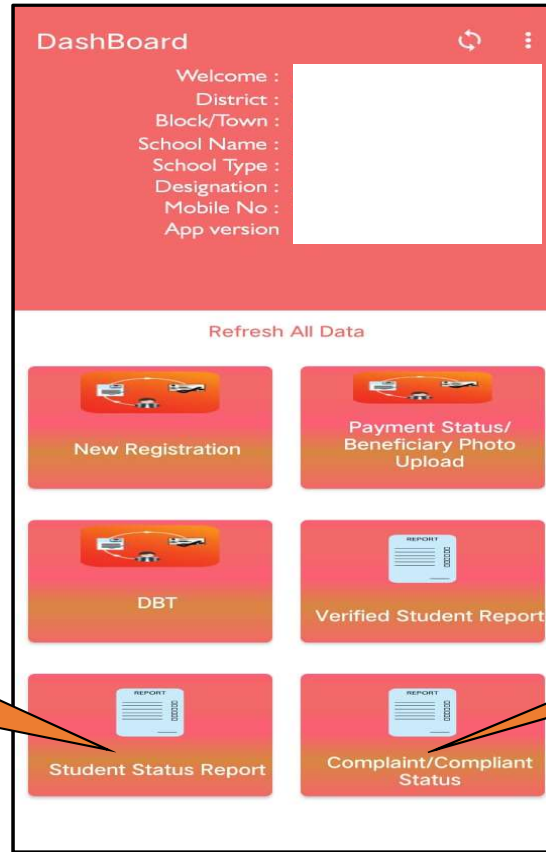 DashBoard
Welcome :
District :
Block/Town :
School Name :
School Type :
Designation :
Mobile No :
App version
Refresh All Data
New Registration
Payment Status/
Beneficiary Photo
Upload
DBT
REPORT
Verified Student Report
REPORT
Student Status Report
REPORT
Complaint/Compliant
Status